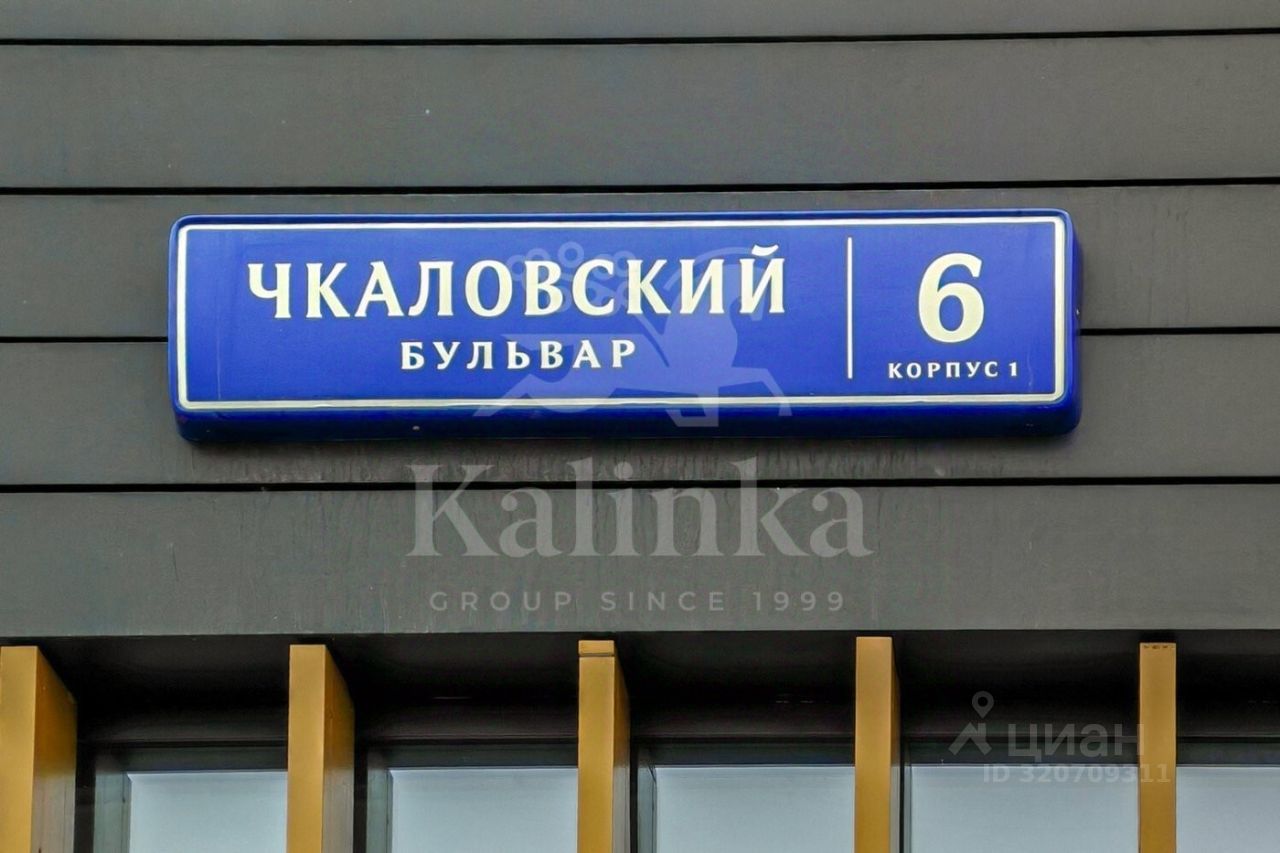 ЧКАЛОВСКИЙ
БУЛЬВАР
6
КОРПУС 1
Kalinka
GROUP SINCE 1999
циан
ID 320709311